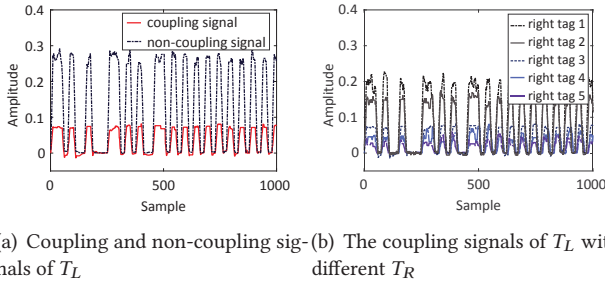 coupling signal
non-coupling signal
0.4
0.3
0.2
0.1
0
Amplitude
0 500 1000
Sample
right tag 1
right tag 2
right tag 3
right tag 4
right tag 5
0.4
0.3
0.2
0.1
0
Amplitude
0 500 1000
Sample
(a) Coupling and non-coupling sig-
nals of T_L
(b) The coupling signals of T_L with
different T_R